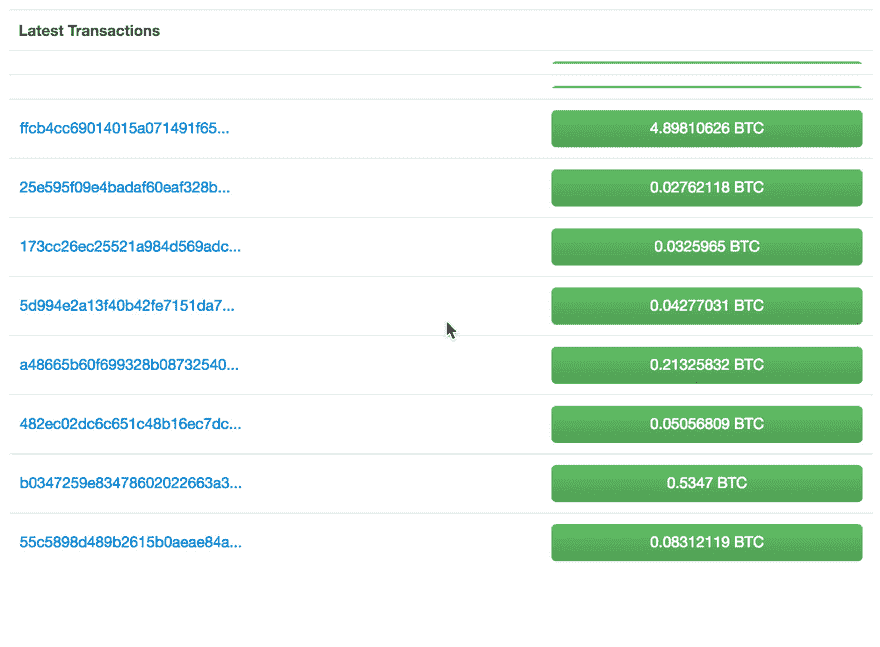 Latest Transactions
ffcb4cc69014015a071491f65... 4.89810626 BTC
25e595f09e4badaf60eaf328b... 0.02762118 BTC
173cc26ec25521a984d569adc... 0.0325965 BTC
5d994e2a13f40b42fe7151da7... 0.04277031 BTC
a48665b60f699328b08732540... 0.21325832 BTC
482ec02dc6c651c48b16ec7dc... 0.05056809 BTC
b0347259e83478602022663a3... 0.5347 BTC
55c5898d489b2615b0aeae84a... 0.08312119 BTC